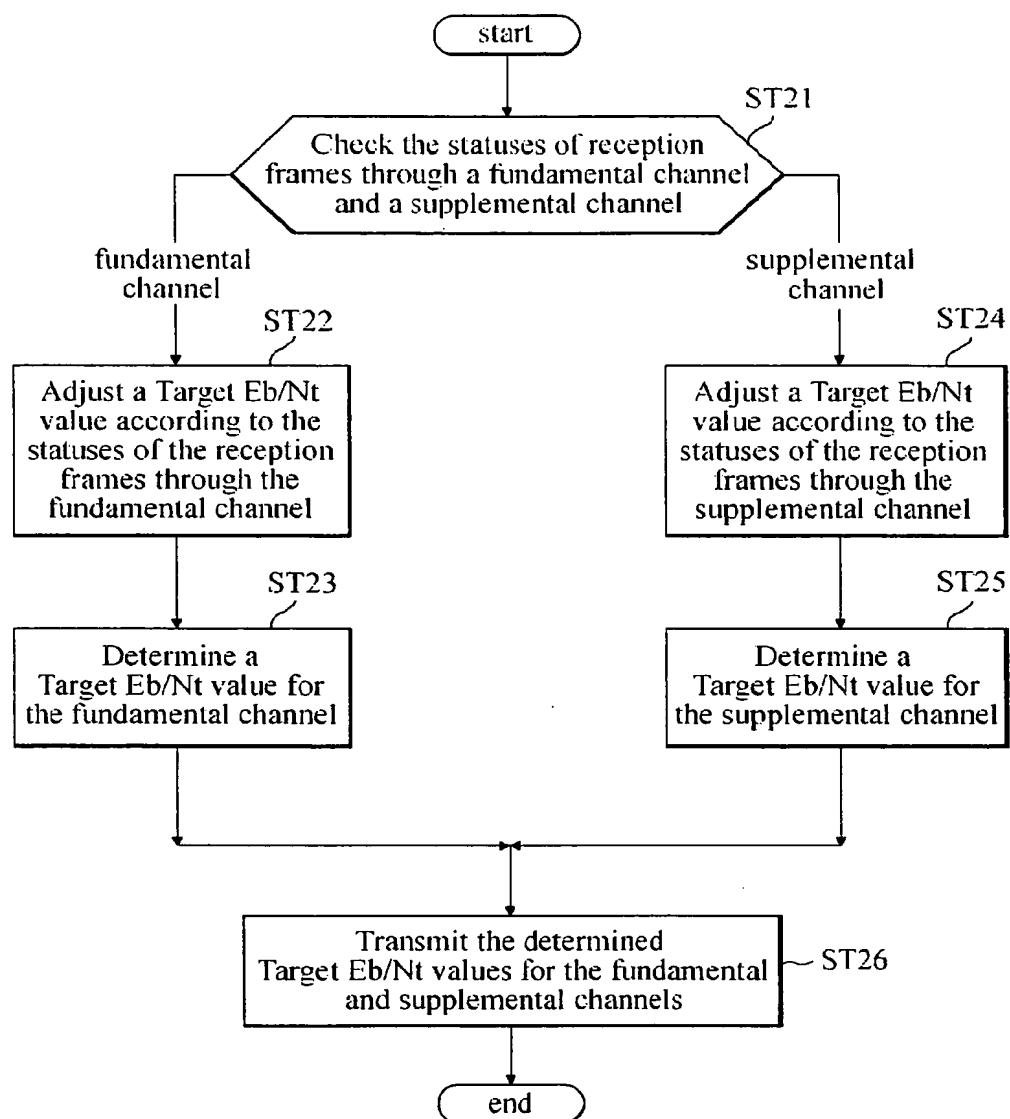 start
ST21
Check the statuses of reception
frames through a fundamental channel
and a supplemental channel
fundamental
channel
supplemental
channel
ST22
Adjust a Target Eb/Nt
value according to the
statuses of the reception
frames through the
fundamental channel
ST24
Adjust a Target Eb/Nt
value according to the
statuses of the reception
frames through the
supplemental channel
ST23
Determine a
Target Eb/Nt value for
the fundamental channel
ST25
Determine a
Target Eb/Nt value for
the supplemental channel
Transmit the determined
Target Eb/Nt values for the fundamental
and supplemental channels
ST26
end